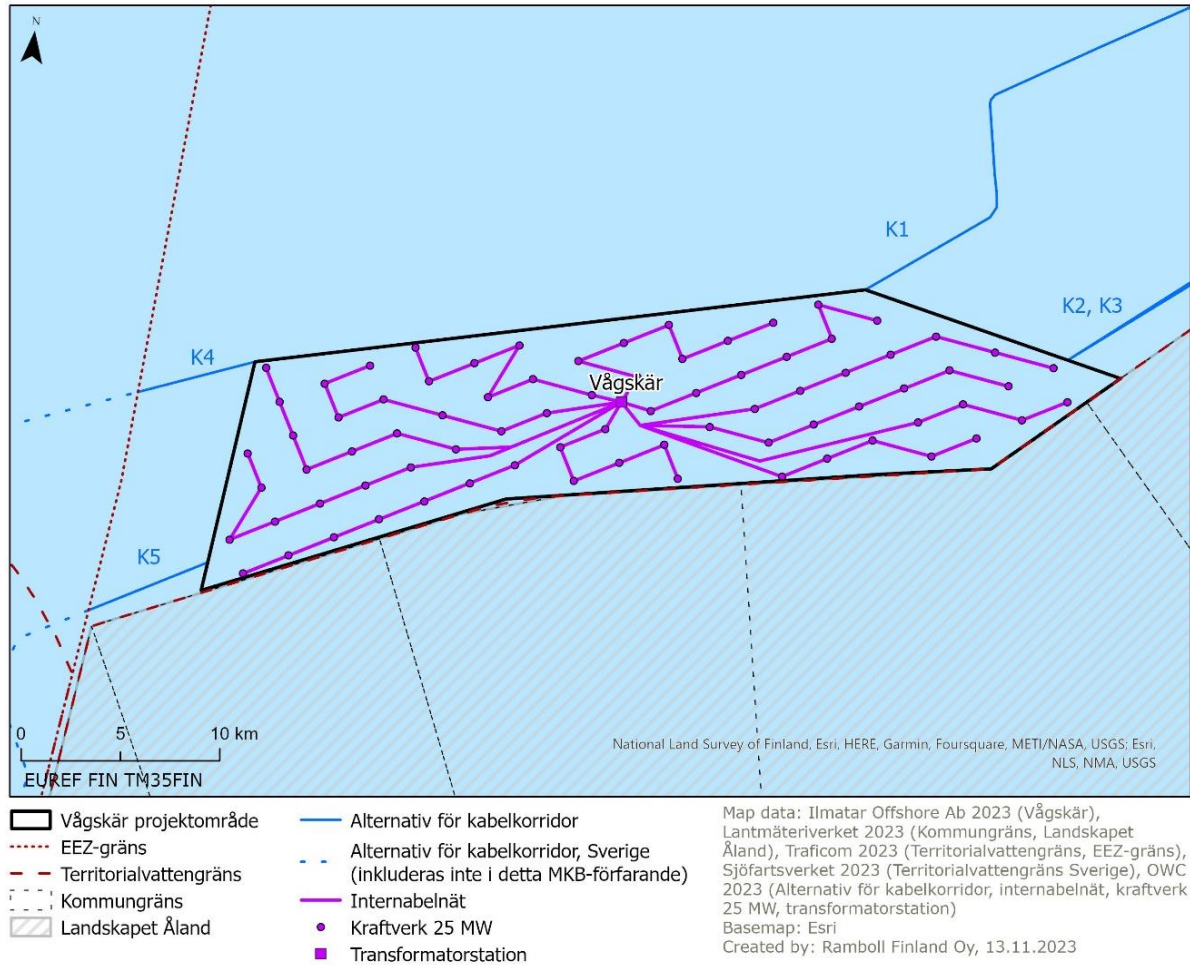 N
K1
K2, K3
K4
Vågskär
K5
0 5 10 km
National Land Survey of Finland, Esri, HERE, Garmin, Foursquare, METI/NASA, USGS; Esri,
NLS, NMA, USGS
EUREF FIN TM35FIN
Vågskär projektområde
EEZ-gräns
Territorialvattengräns
Kommungräns
Landskapet Åland
Alternativ för kabelkorridor
Alternativ för kabelkorridor, Sverige
(inkluderas inte i detta MKB-förfarande)
Internabelnät
Kraftverk 25 MW
Transformatorstation
Map data: Ilmatar Offshore Ab 2023 (Vågskär),
Lantmäteriverket 2023 (Kommungräns, Landskapet
Åland), Traficom 2023 (Territorialvattengräns, EEZ-gräns),
Sjöfartsverket 2023 (Territorialvattengräns Sverige), OWC
2023 (Alternativ för kabelkorridor, internabelnät, kraftverk
25 MW, transformatorstation)
Basemap: Esri
Created by: Ramboll Finland Oy, 13.11.2023